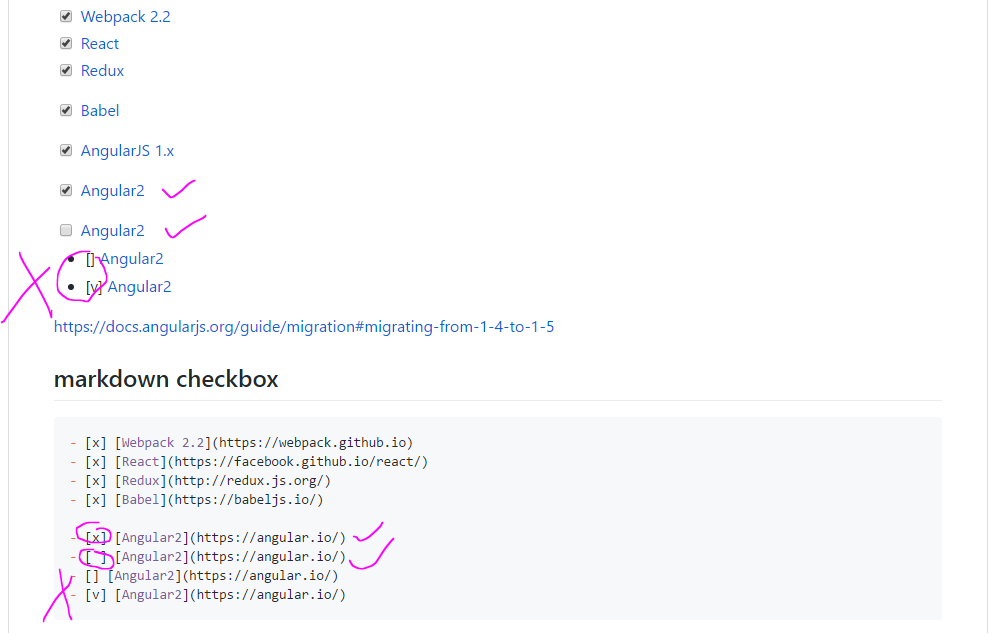 Webpack 2.2
React
Redux
Babel
AngularJS 1.x
Angular2
Angular2
[] Angular2
[v] Angular2
https://docs.angularjs.org/guide/migration#migrating-from-1-4-to-1-5
markdown checkbox
- [x] [Webpack 2.2](https://webpack.github.io)
- [x] [React](https://facebook.github.io/react/)
- [x] [Redux](http://redux.js.org/)
- [x] [Babel](https://babeljs.io/)
- [x] [Angular2](https://angular.io/)
- [ ] [Angular2](https://angular.io/)
- [] [Angular2](https://angular.io/)
- [v] [Angular2](https://angular.io/)